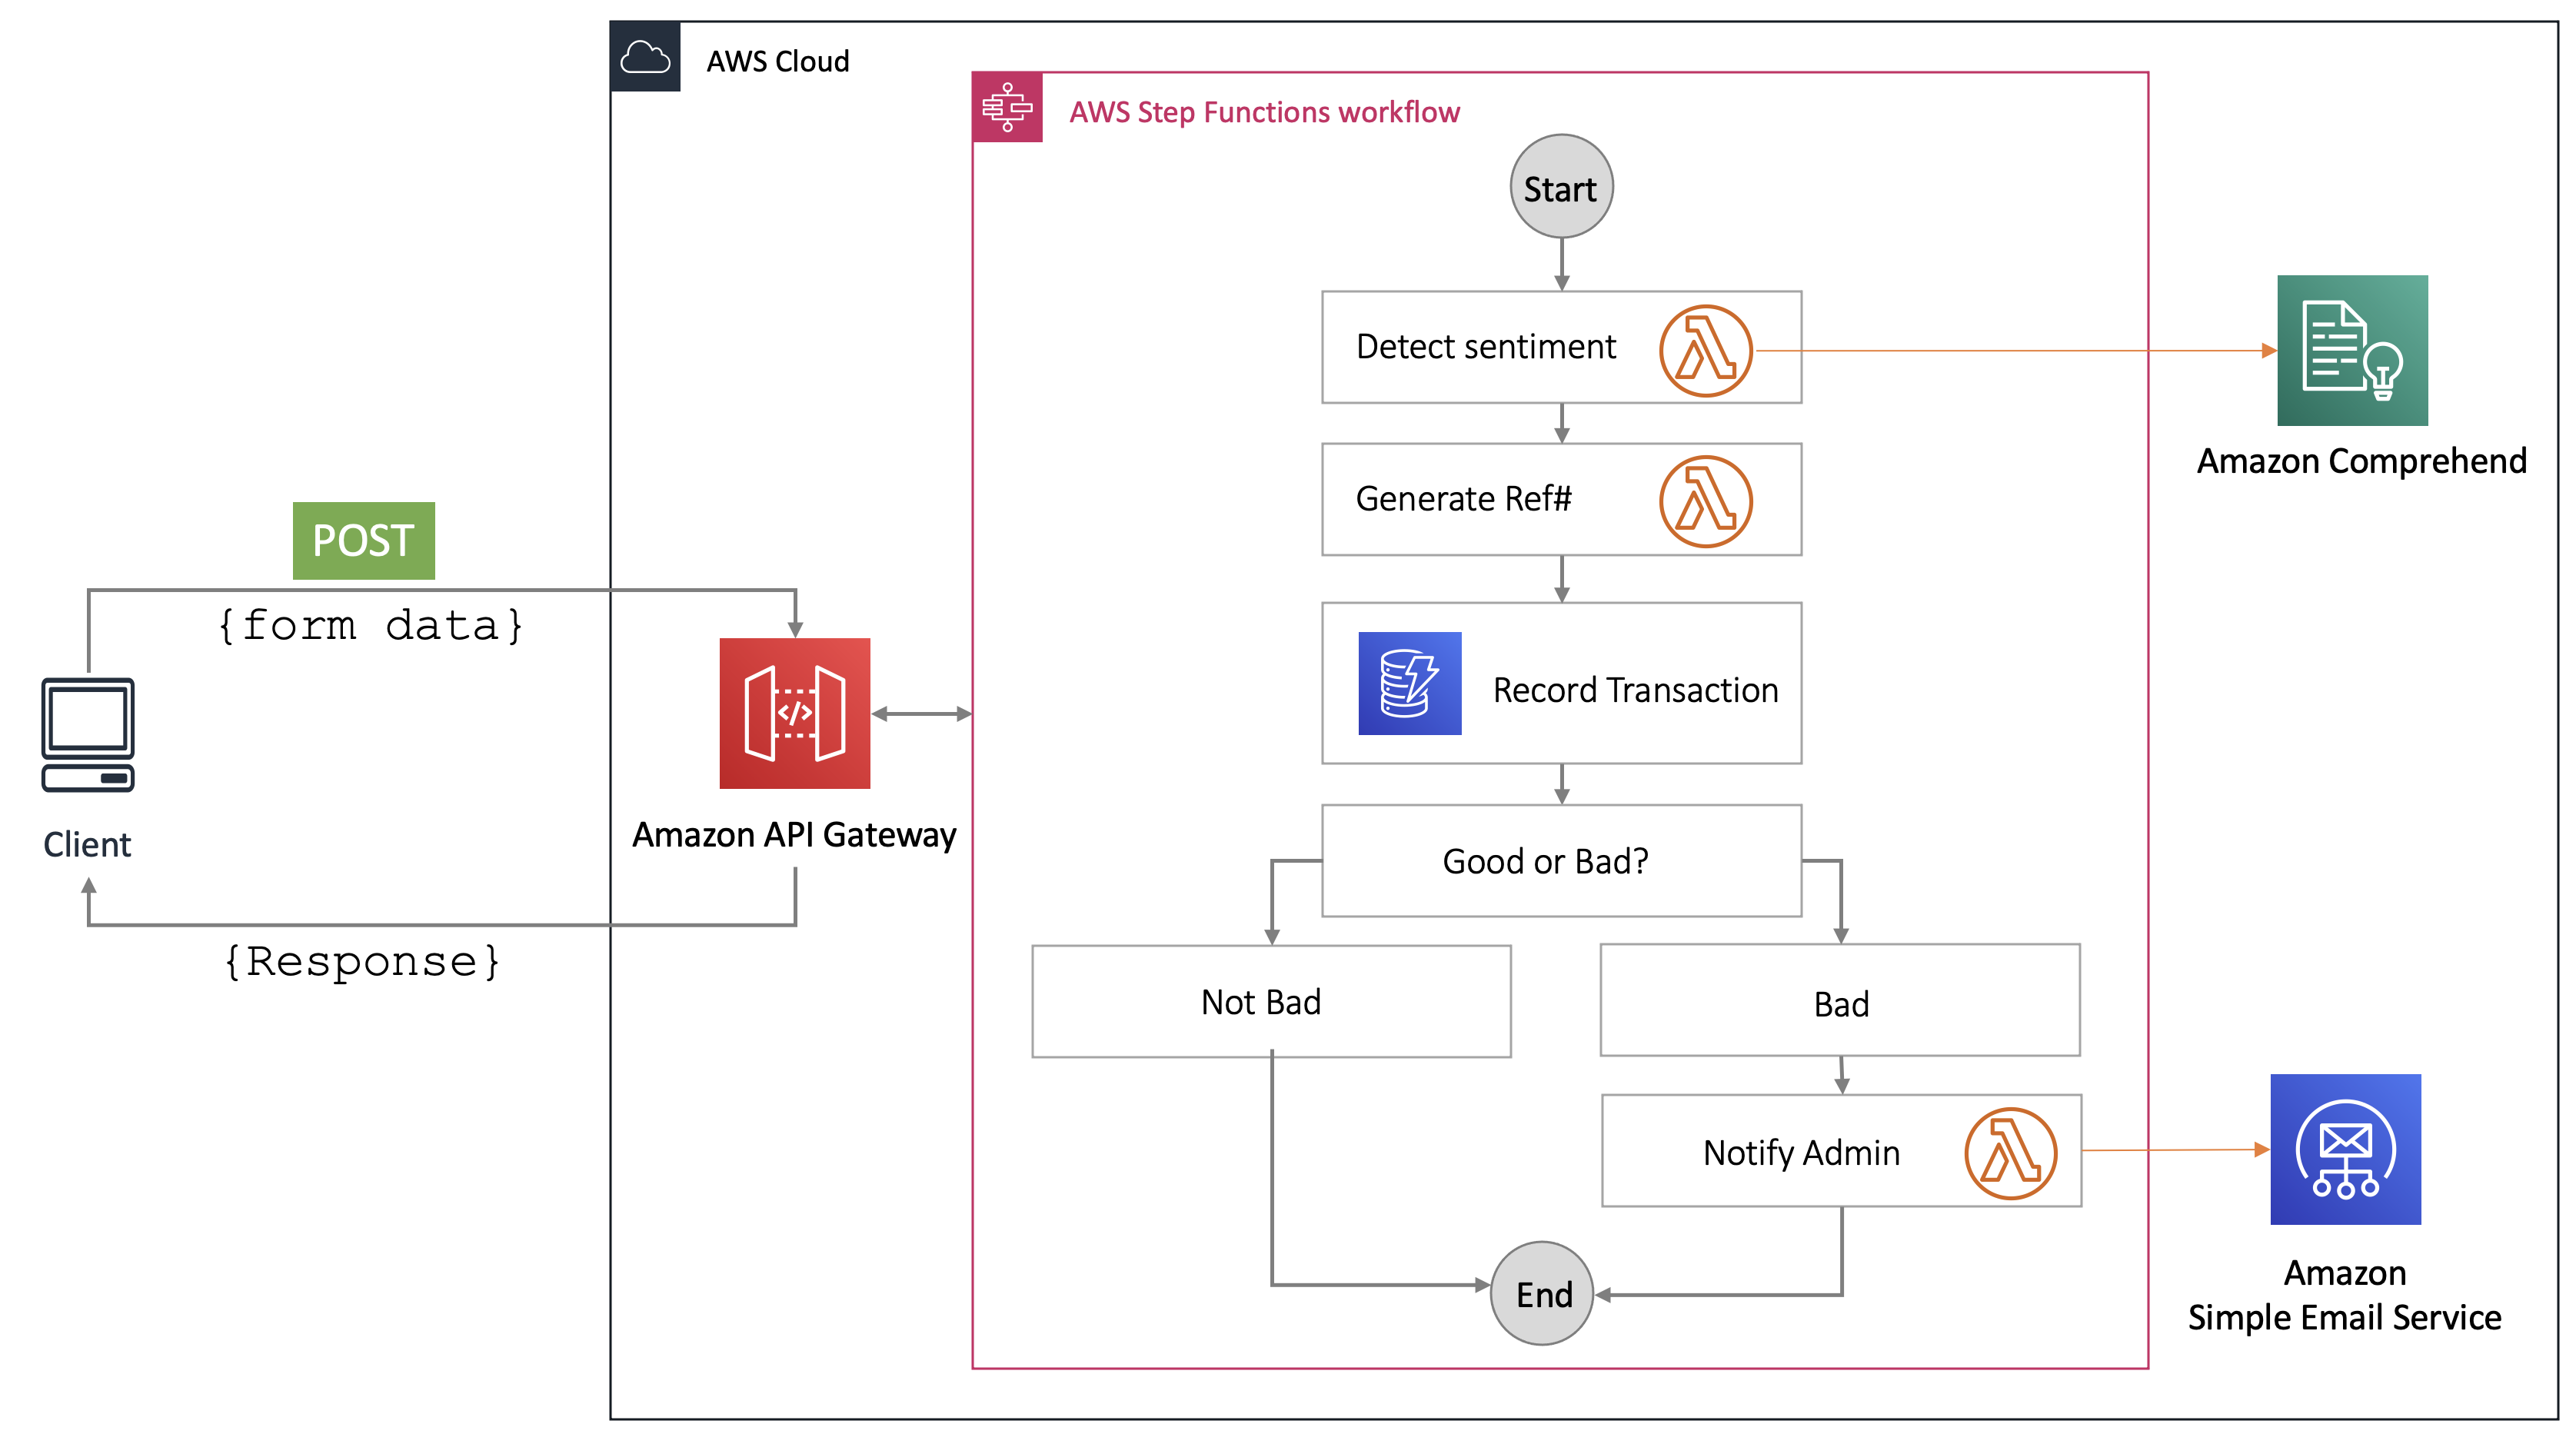 AWS Cloud
AWS Step Functions workflow
Start
Detect sentiment
Amazon Comprehend
Generate Ref#
POST
{form data}
Record Transaction
</>
Client
Amazon API Gateway
Good or Bad?
{Response}
Not Bad
Bad
Notify Admin
End
Amazon
Simple Email Service